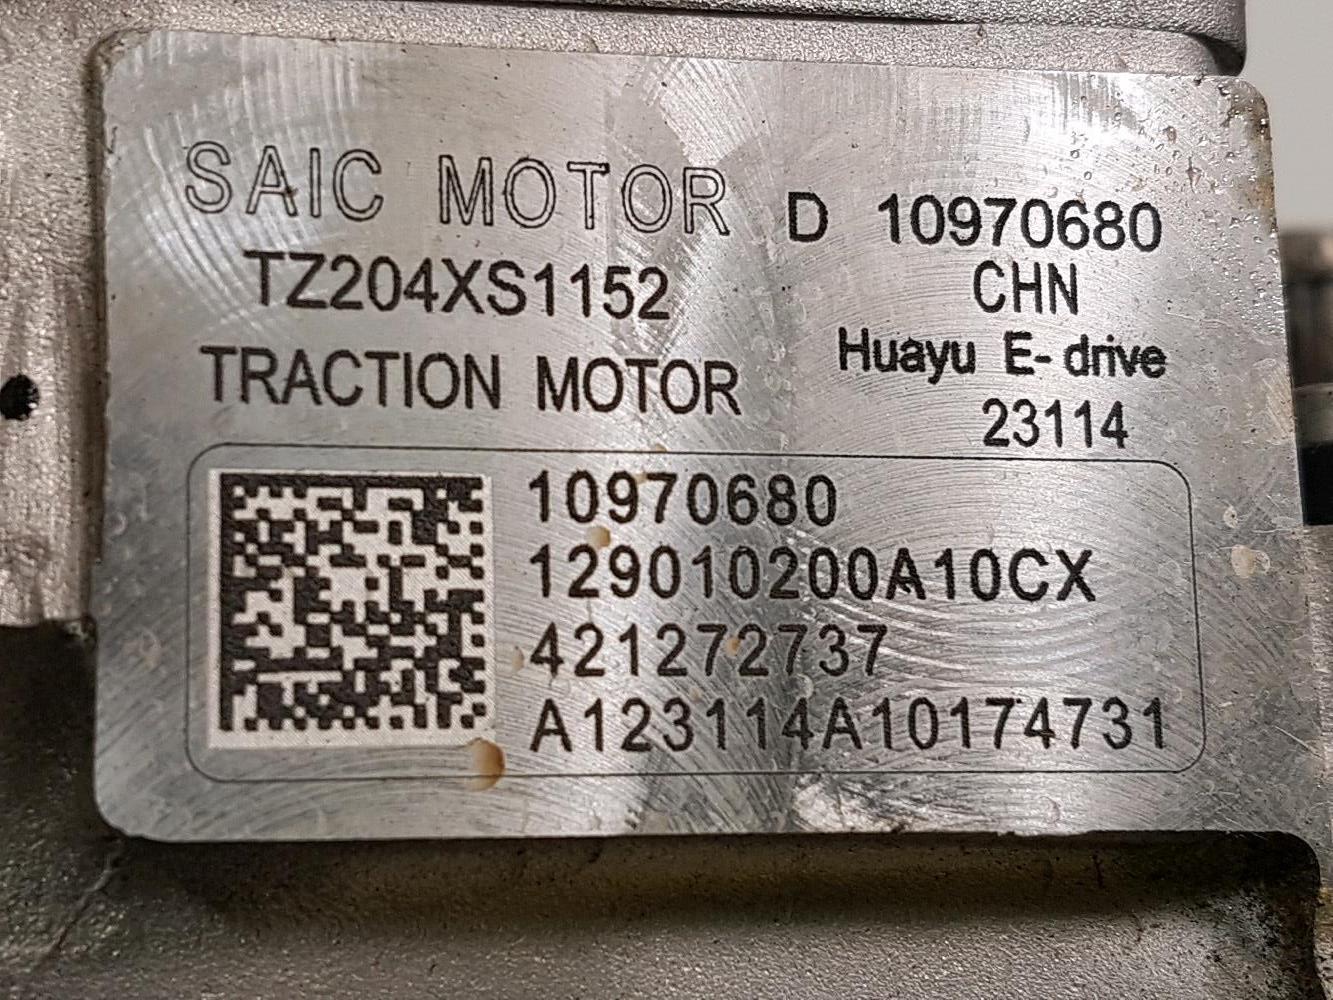 SAIC MOTOR D 10970680
TZ204XS1152 CHN
TRACTION MOTOR Huayu E-drive
23114
10970680
129010200A10CX
421272737
A123114A10174731